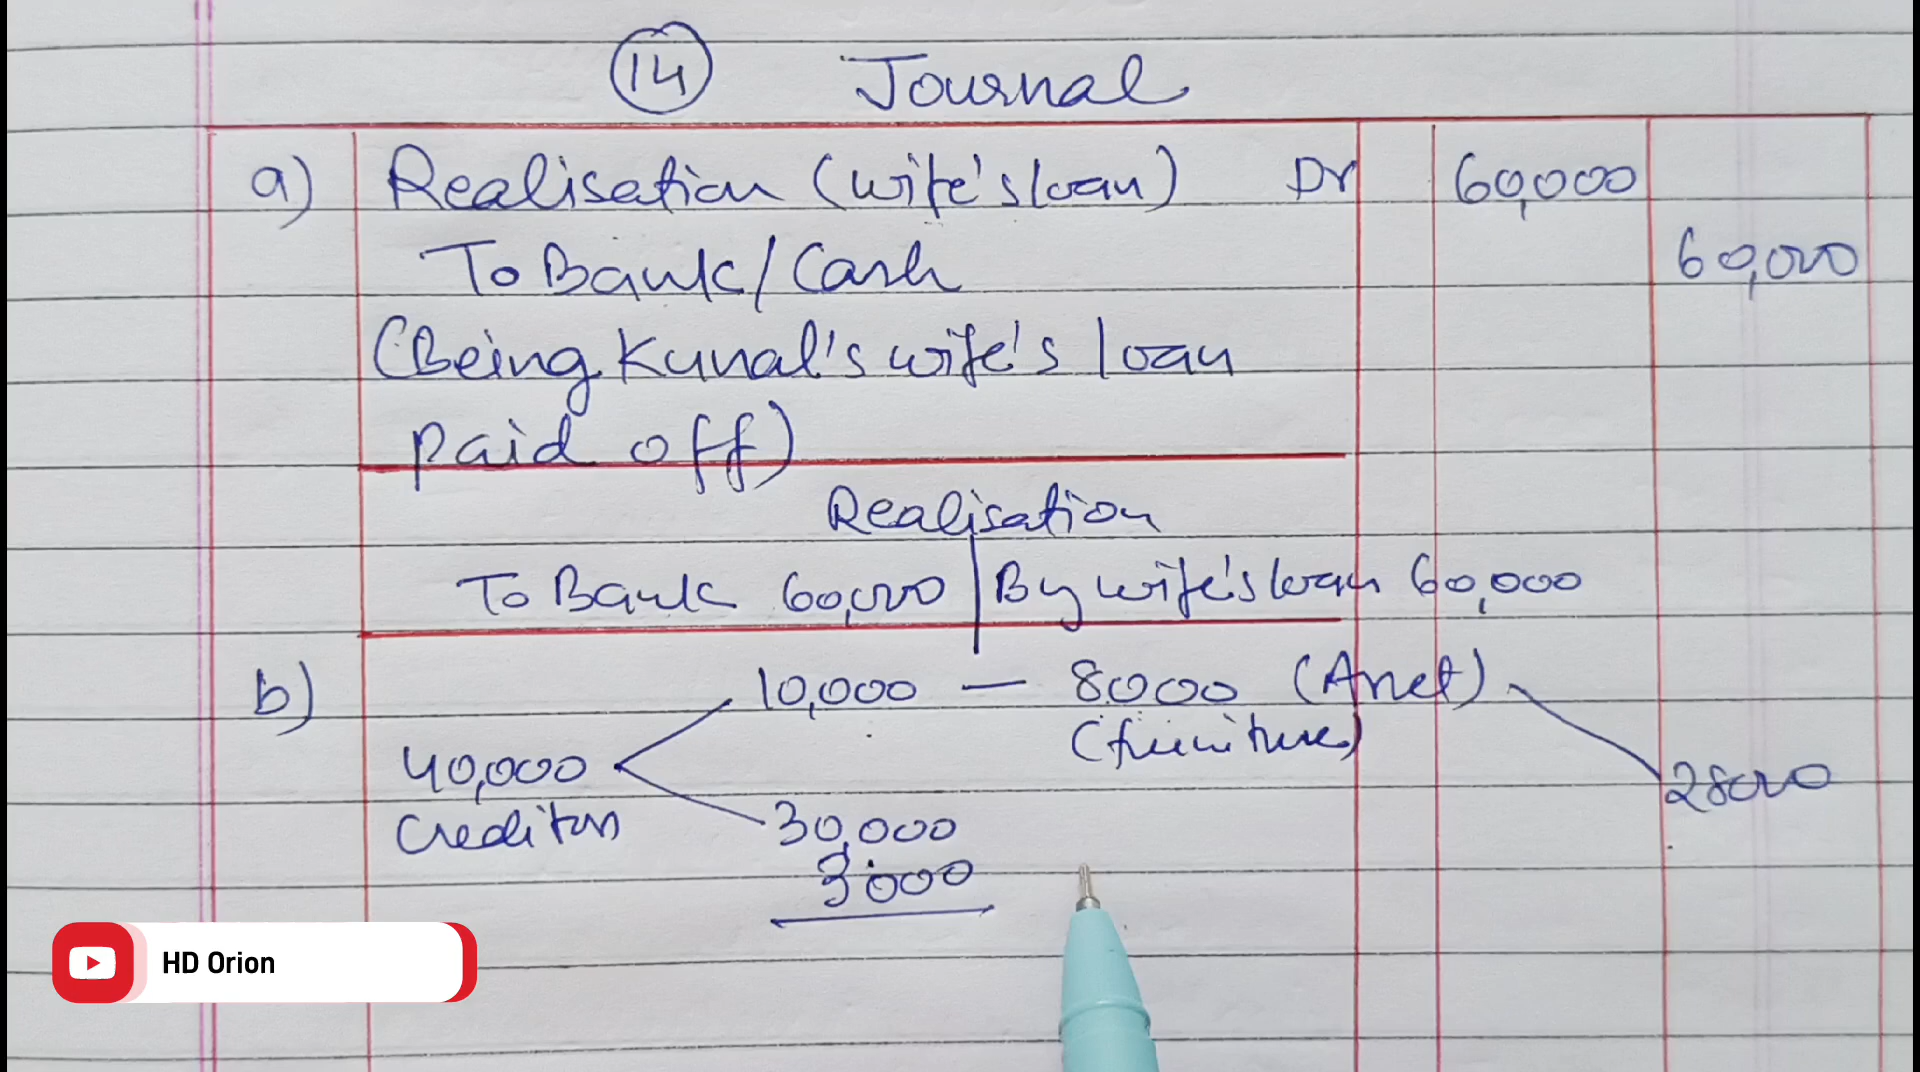 14 Journal
a) Realisation (wife's loan) Dr 60,000
To Bank/Cash 60,000
(Being Kunal's wife's loan
paid off)
Realisation
To Bank 60,000 By wife's loan 60,000
b) 10,000 — 8000 (Asset)
(furniture)
40,000 28000
Creditors 30,000
3000
HD Orion